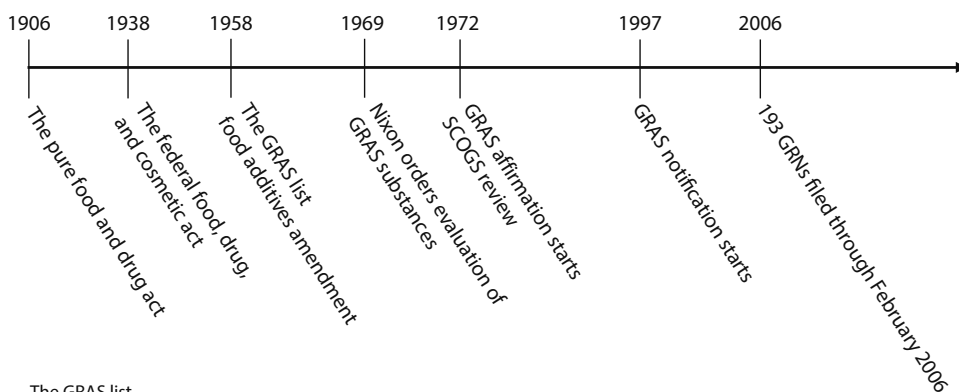 1906 1938 1958 1969 1972 1997 2006
The pure food and drug act
The federal food, drug,
and cosmetic act
The GRAS list
food additives amendment
Nixon orders evaluation of
GRAS substances
GRAS affirmation starts
SCOGS review
GRAS notification starts
193 GRNs filed through February 2006
The GRAS list